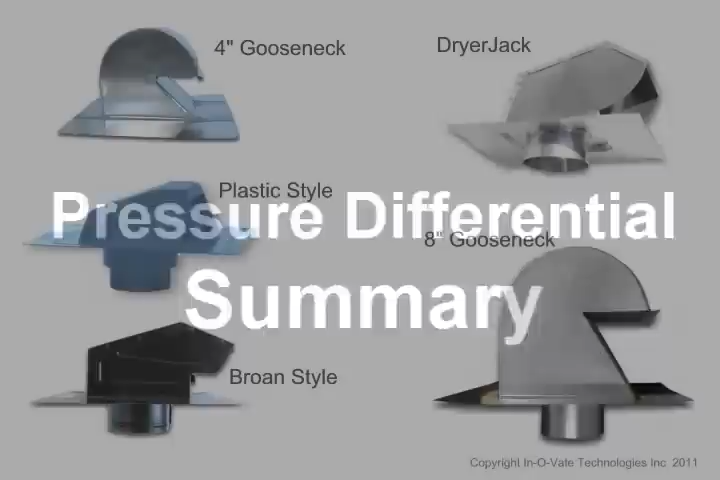 4" Gooseneck
DryerJack
Plastic Style
Pressure Differential
8" Gooseneck
Summary
Broan Style
Copyright In-O-Vate Technologies Inc 2011